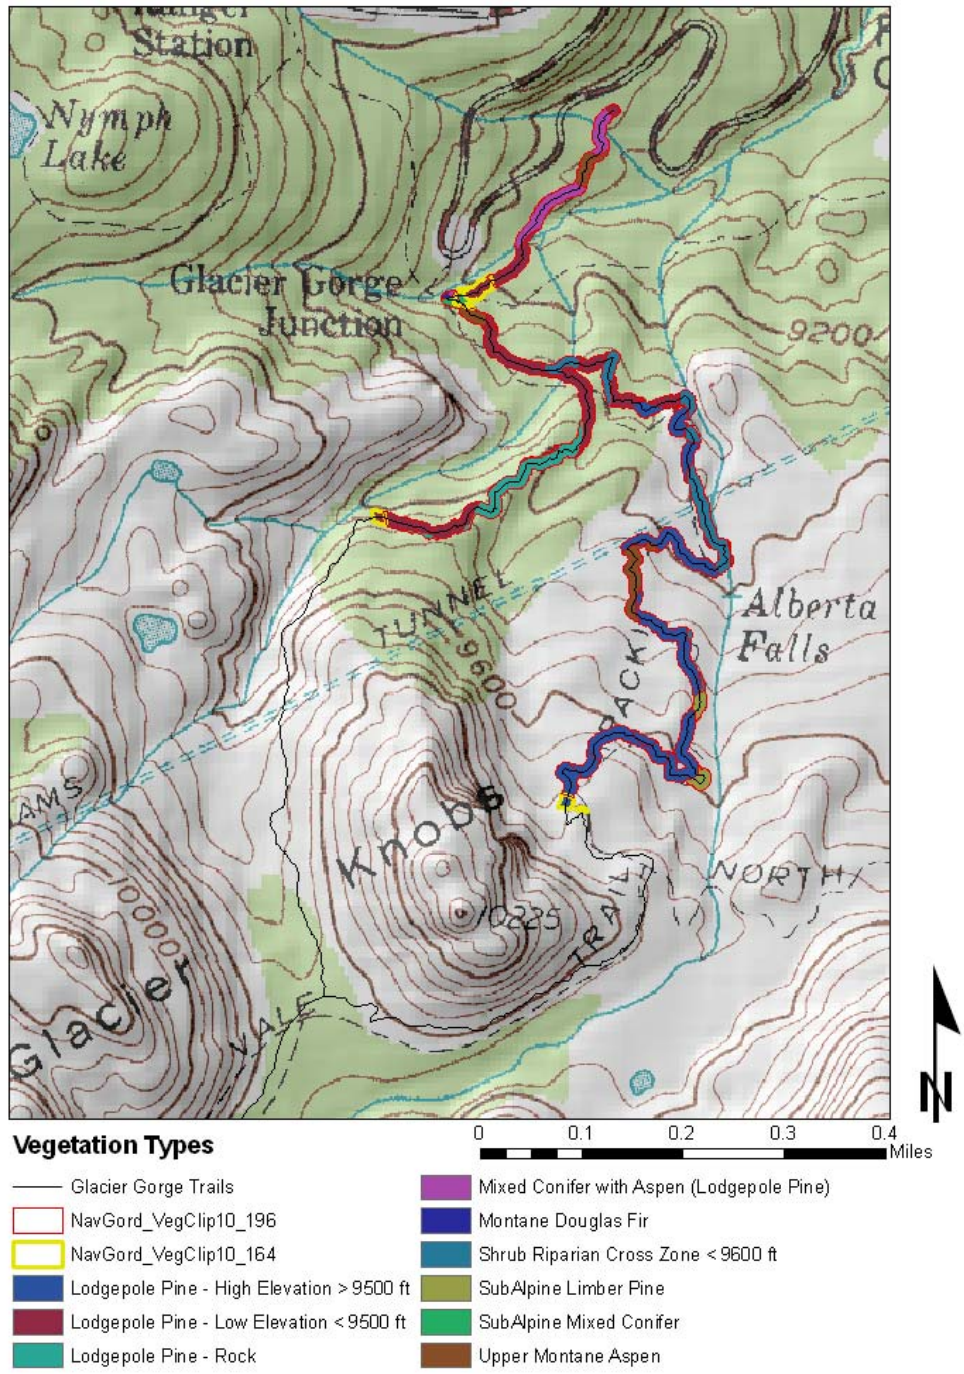 Station
Nymph
Lake
Glacier Gorge
Junction
9200
TUNNEL
9600
Alberta
Falls
PACK
AMS
Knobs
NORTH
10000
10225
TRAIL
Glacier
VALE
N
Vegetation Types
0 0.1 0.2 0.3 0.4
Miles
Glacier Gorge Trails
NavGord_VegClip10_196
NavGord_VegClip10_164
Lodgepole Pine - High Elevation > 9500 ft
Lodgepole Pine - Low Elevation < 9500 ft
Lodgepole Pine - Rock
Mixed Conifer with Aspen (Lodgepole Pine)
Montane Douglas Fir
Shrub Riparian Cross Zone < 9600 ft
SubAlpine Limber Pine
SubAlpine Mixed Conifer
Upper Montane Aspen